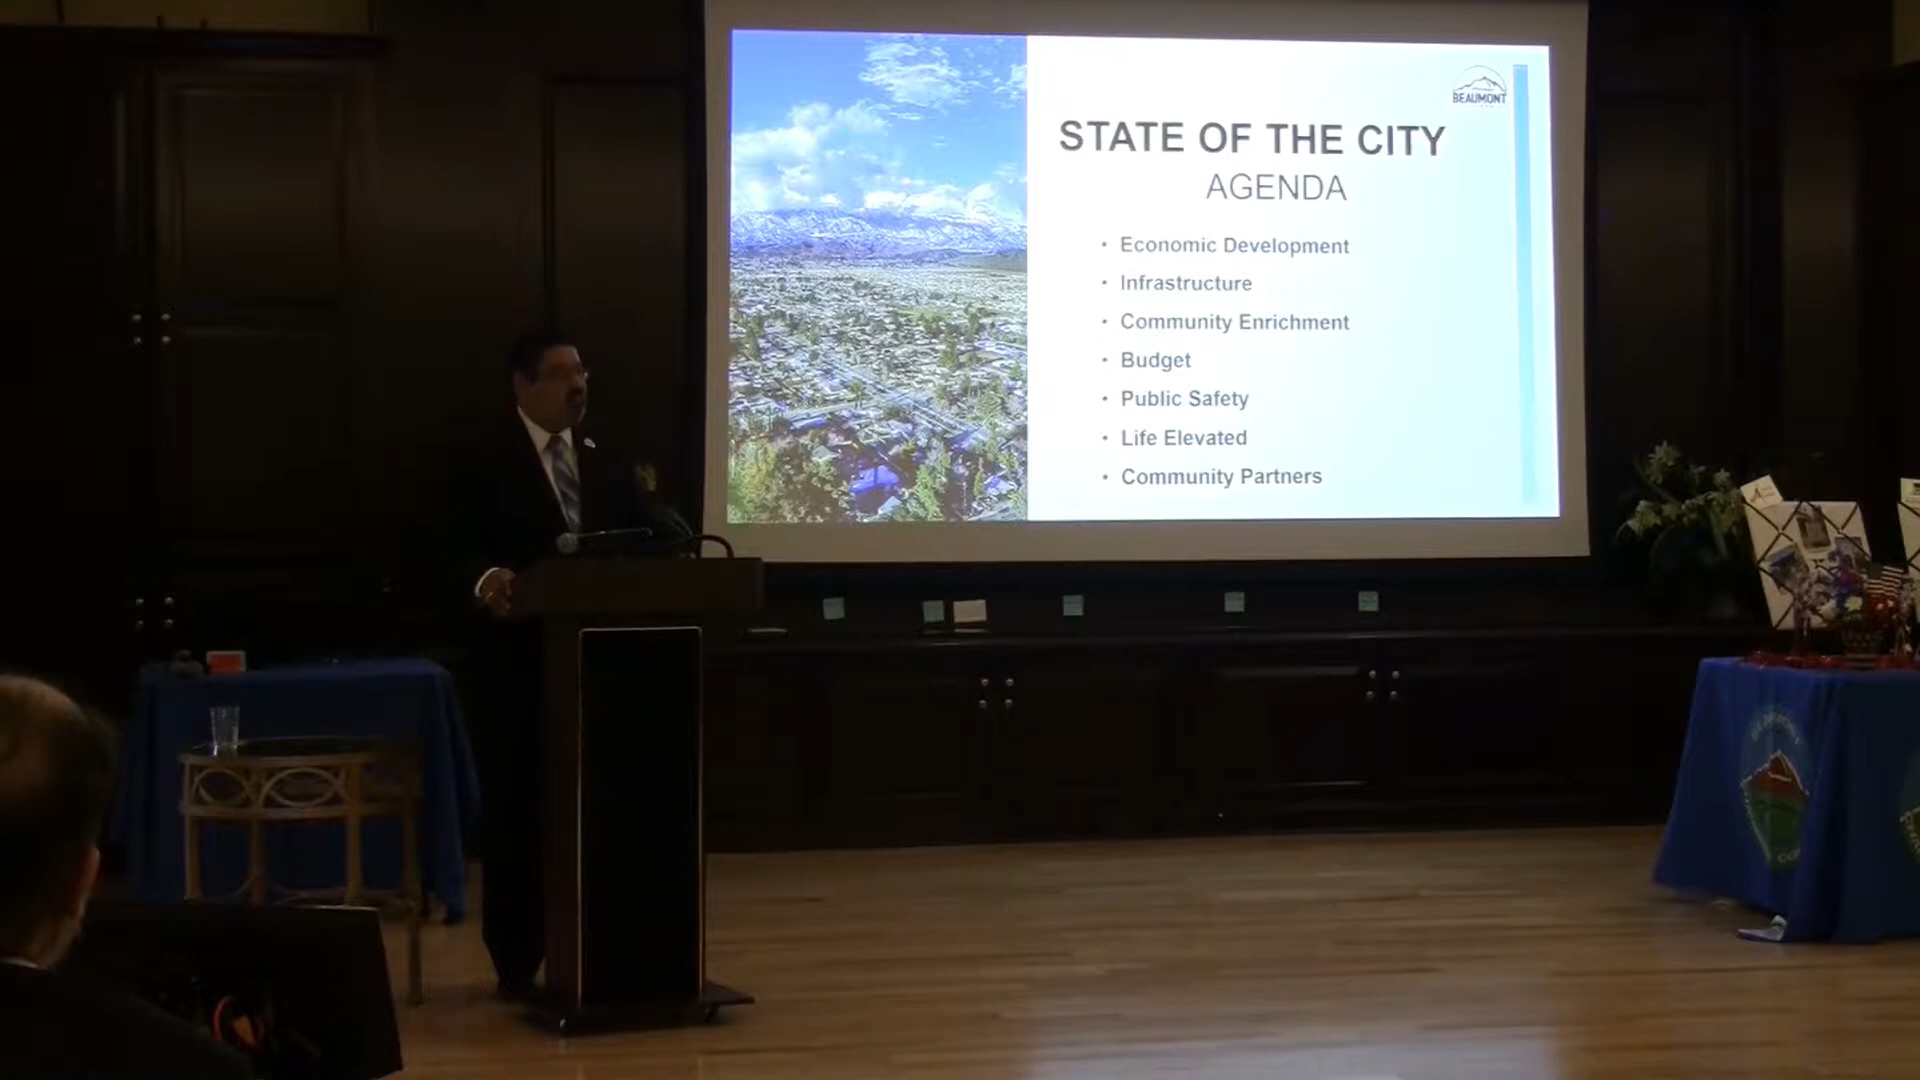 BEAUMONT
STATE OF THE CITY
AGENDA
• Economic Development
• Infrastructure
• Community Enrichment
• Budget
• Public Safety
• Life Elevated
• Community Partners